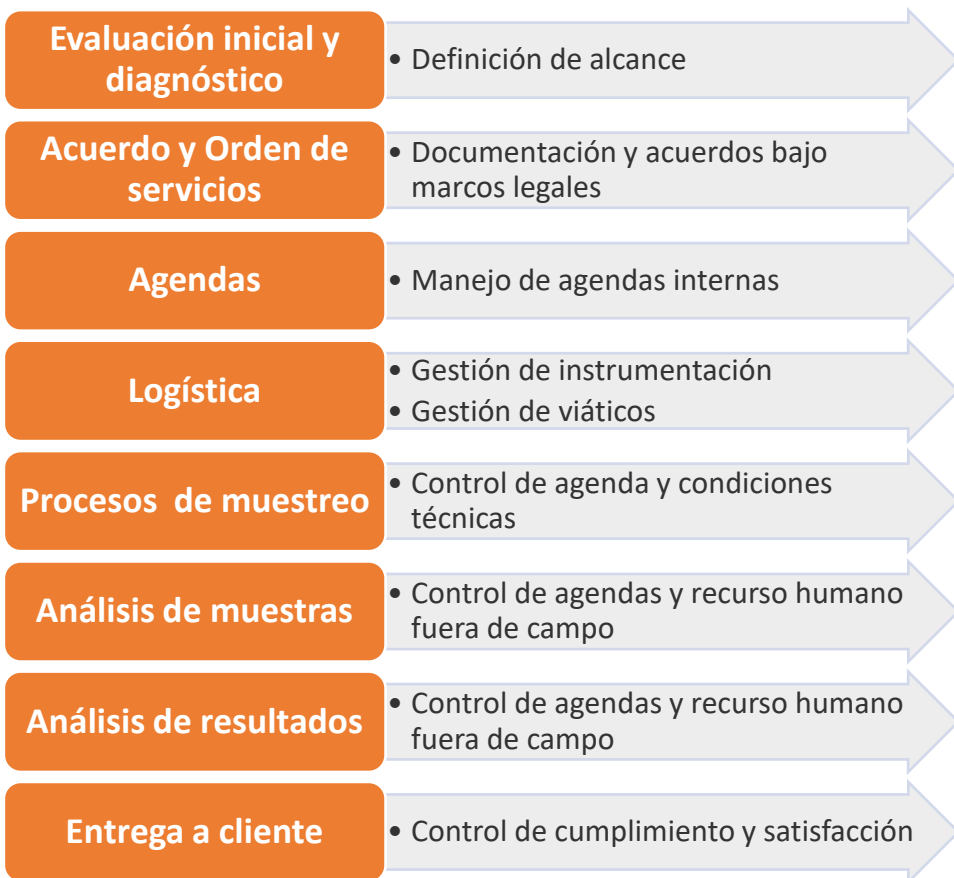 Evaluación inicial y
diagnóstico
• Definición de alcance
Acuerdo y Orden de
servicios
• Documentación y acuerdos bajo
marcos legales
Agendas
• Manejo de agendas internas
Logística
• Gestión de instrumentación
• Gestión de viáticos
Procesos  de muestreo
• Control de agenda y condiciones
técnicas
Análisis de muestras
• Control de agendas y recurso humano
fuera de campo
Análisis de resultados
• Control de agendas y recurso humano
fuera de campo
Entrega a cliente
• Control de cumplimiento y satisfacción